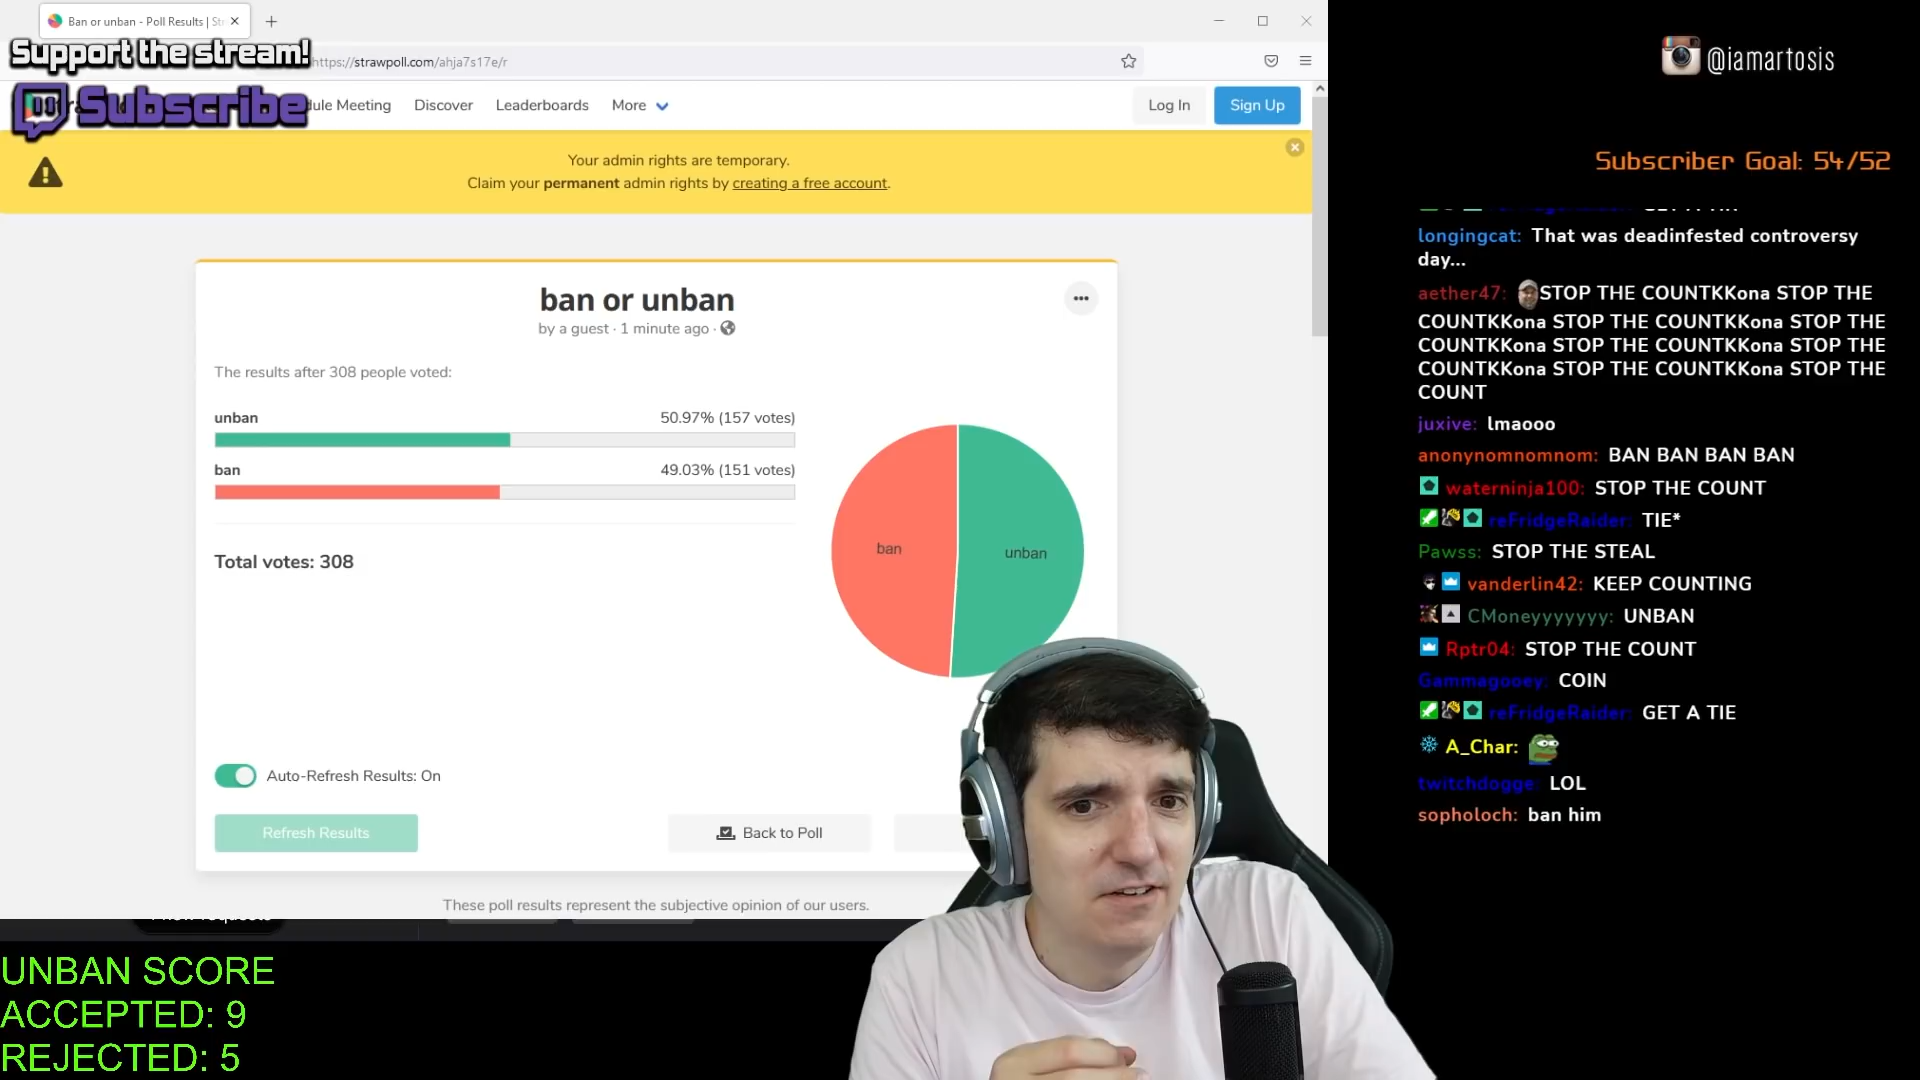 Ban or unban - Poll Results | St
Support the stream!
https://strawpoll.com/ahja7s17e/r
Subscribe
Meeting
Discover
Leaderboards
More
Log In
Sign Up
Your admin rights are temporary.
Claim your permanent admin rights by creating a free account.
ban or unban
by a guest · 1 minute ago ·
The results after 308 people voted:
unban
50.97% (157 votes)
ban
49.03% (151 votes)
Total votes: 308
ban
unban
Auto-Refresh Results: On
Refresh Results
Back to Poll
These poll results represent the subjective opinion of our users.
UNBAN SCORE
ACCEPTED: 9
REJECTED: 5
@iamartosis
Subscriber Goal: 54/52
longingcat: That was deadinfested controversy
day...
aether47: STOP THE COUNTKKona STOP THE
COUNTKKona STOP THE COUNTKKona STOP THE
COUNTKKona STOP THE COUNTKKona STOP THE
COUNTKKona STOP THE COUNTKKona STOP THE
COUNT
juxive: lmaooo
anonynomnomnom: BAN BAN BAN BAN
waterninja100: STOP THE COUNT
reFridgeRaider: TIE*
Pawss: STOP THE STEAL
vanderlin42: KEEP COUNTING
CMoneyyyyyyy: UNBAN
Rptr04: STOP THE COUNT
Gammagooey: COIN
reFridgeRaider: GET A TIE
A_Char:
twitchdogge: LOL
sopholoch: ban him